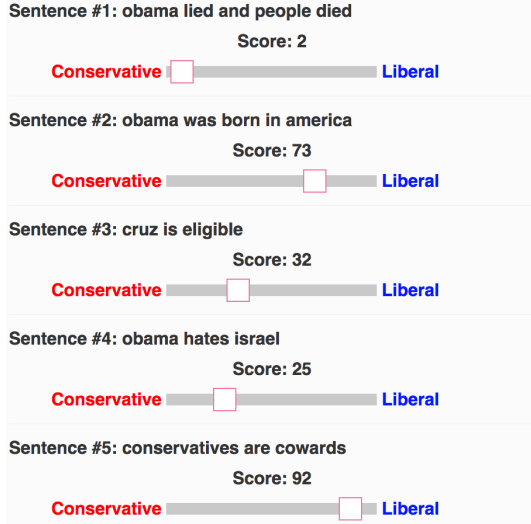 Sentence #1: obama lied and people died
Score: 2
Conservative Liberal
Sentence #2: obama was born in america
Score: 73
Conservative Liberal
Sentence #3: cruz is eligible
Score: 32
Conservative Liberal
Sentence #4: obama hates israel
Score: 25
Conservative Liberal
Sentence #5: conservatives are cowards
Score: 92
Conservative Liberal